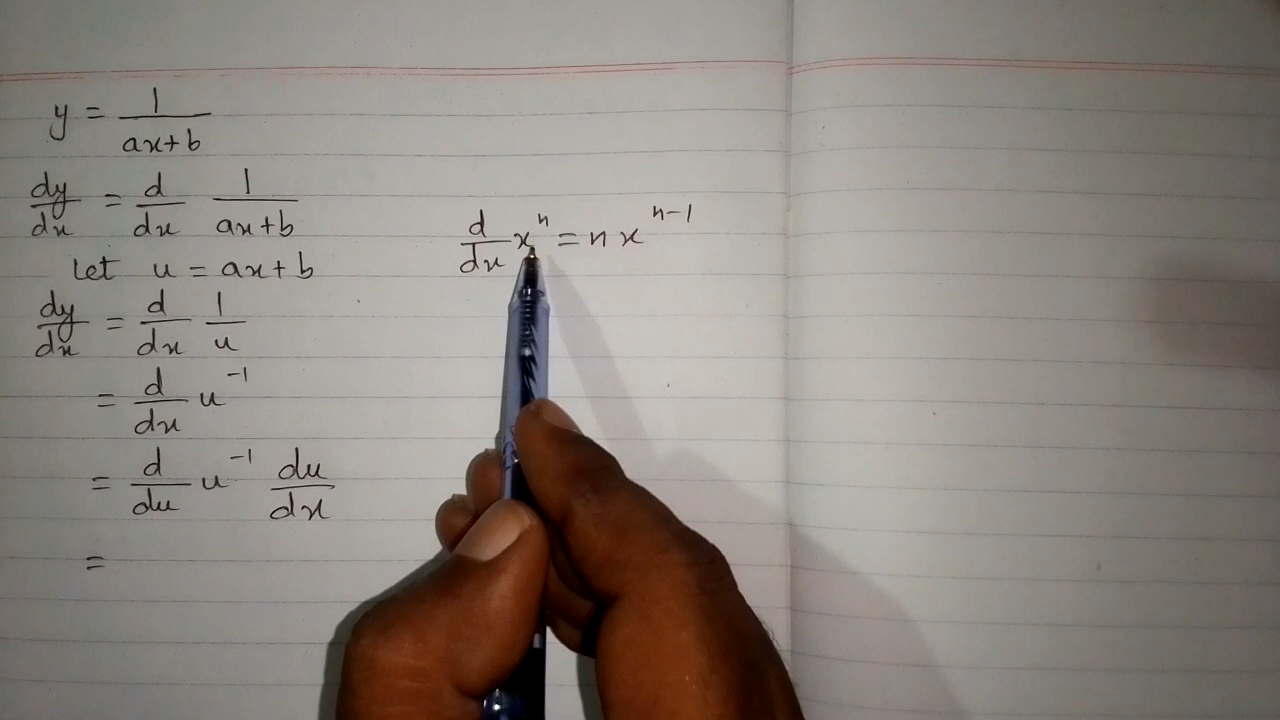 y = 1/(ax+b)
dy/dx = d/dx 1/(ax+b)
d/dx x^n = n x^(n-1)
Let u = ax+b
dy/dx = d/dx 1/u
= d/dx u^-1
= d/du u^-1 du/dx
=